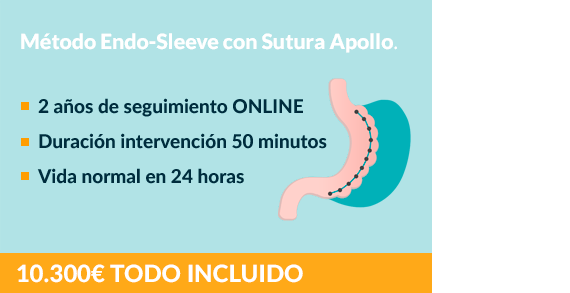 Método Endo-Sleeve con Sutura Apollo.
2 años de seguimiento ONLINE
Duración intervención 50 minutos
Vida normal en 24 horas
10.300€ TODO INCLUIDO